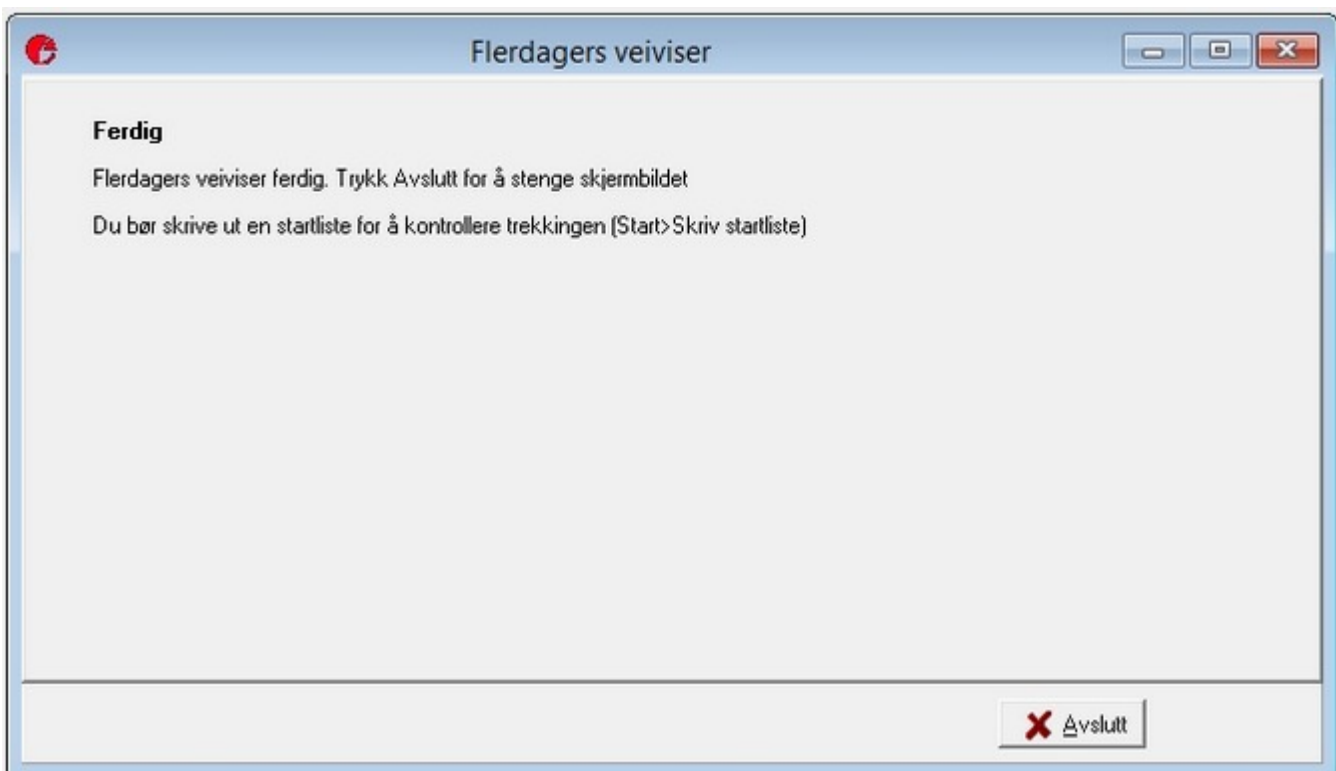 Flerdagers veiviser
Ferdig
Flerdagers veiviser ferdig. Trykk Avslutt for å stenge skjermbildet
Du bør skrive ut en startliste for å kontrollere trekkingen (Start>Skriv startliste)
Avslutt